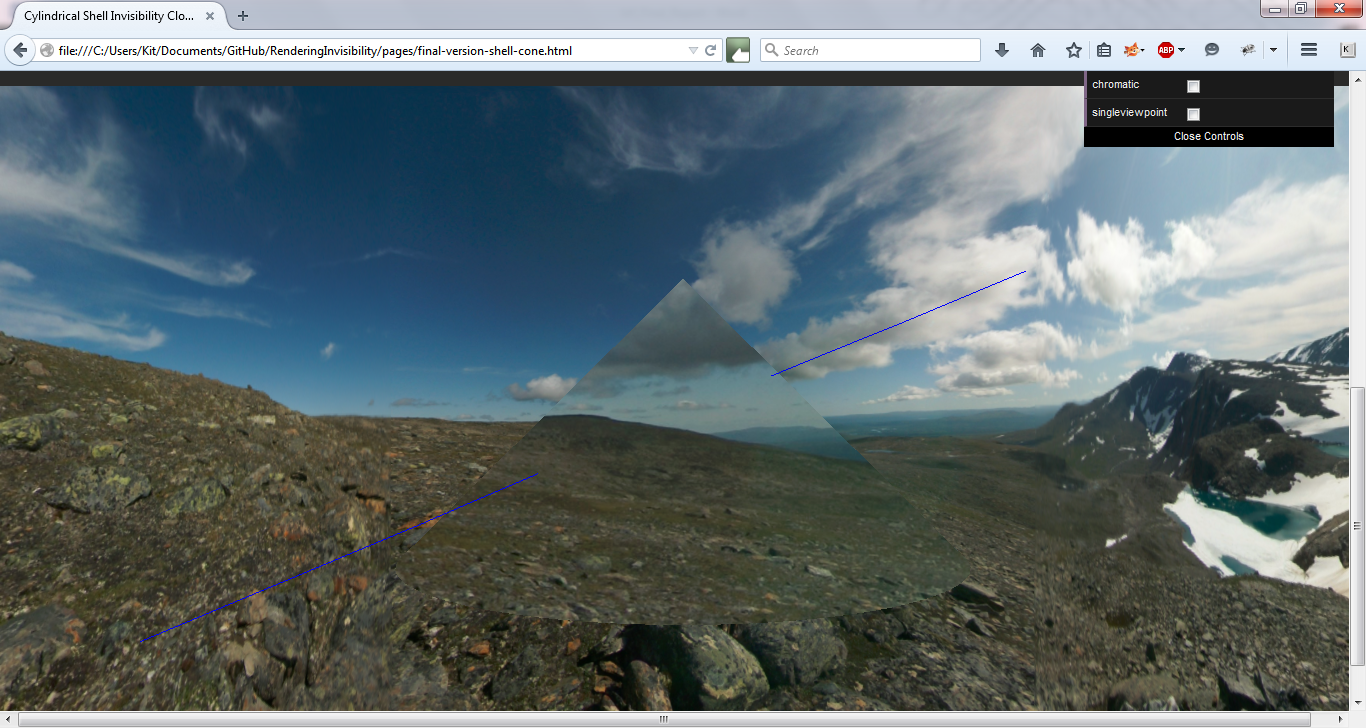 Cylindrical Shell Invisibility Clo...
file:///C:/Users/Kit/Documents/GitHub/RenderingInvisibility/pages/final-version-shell-cone.html
Search
ABP
K
chromatic
singleviewpoint
Close Controls